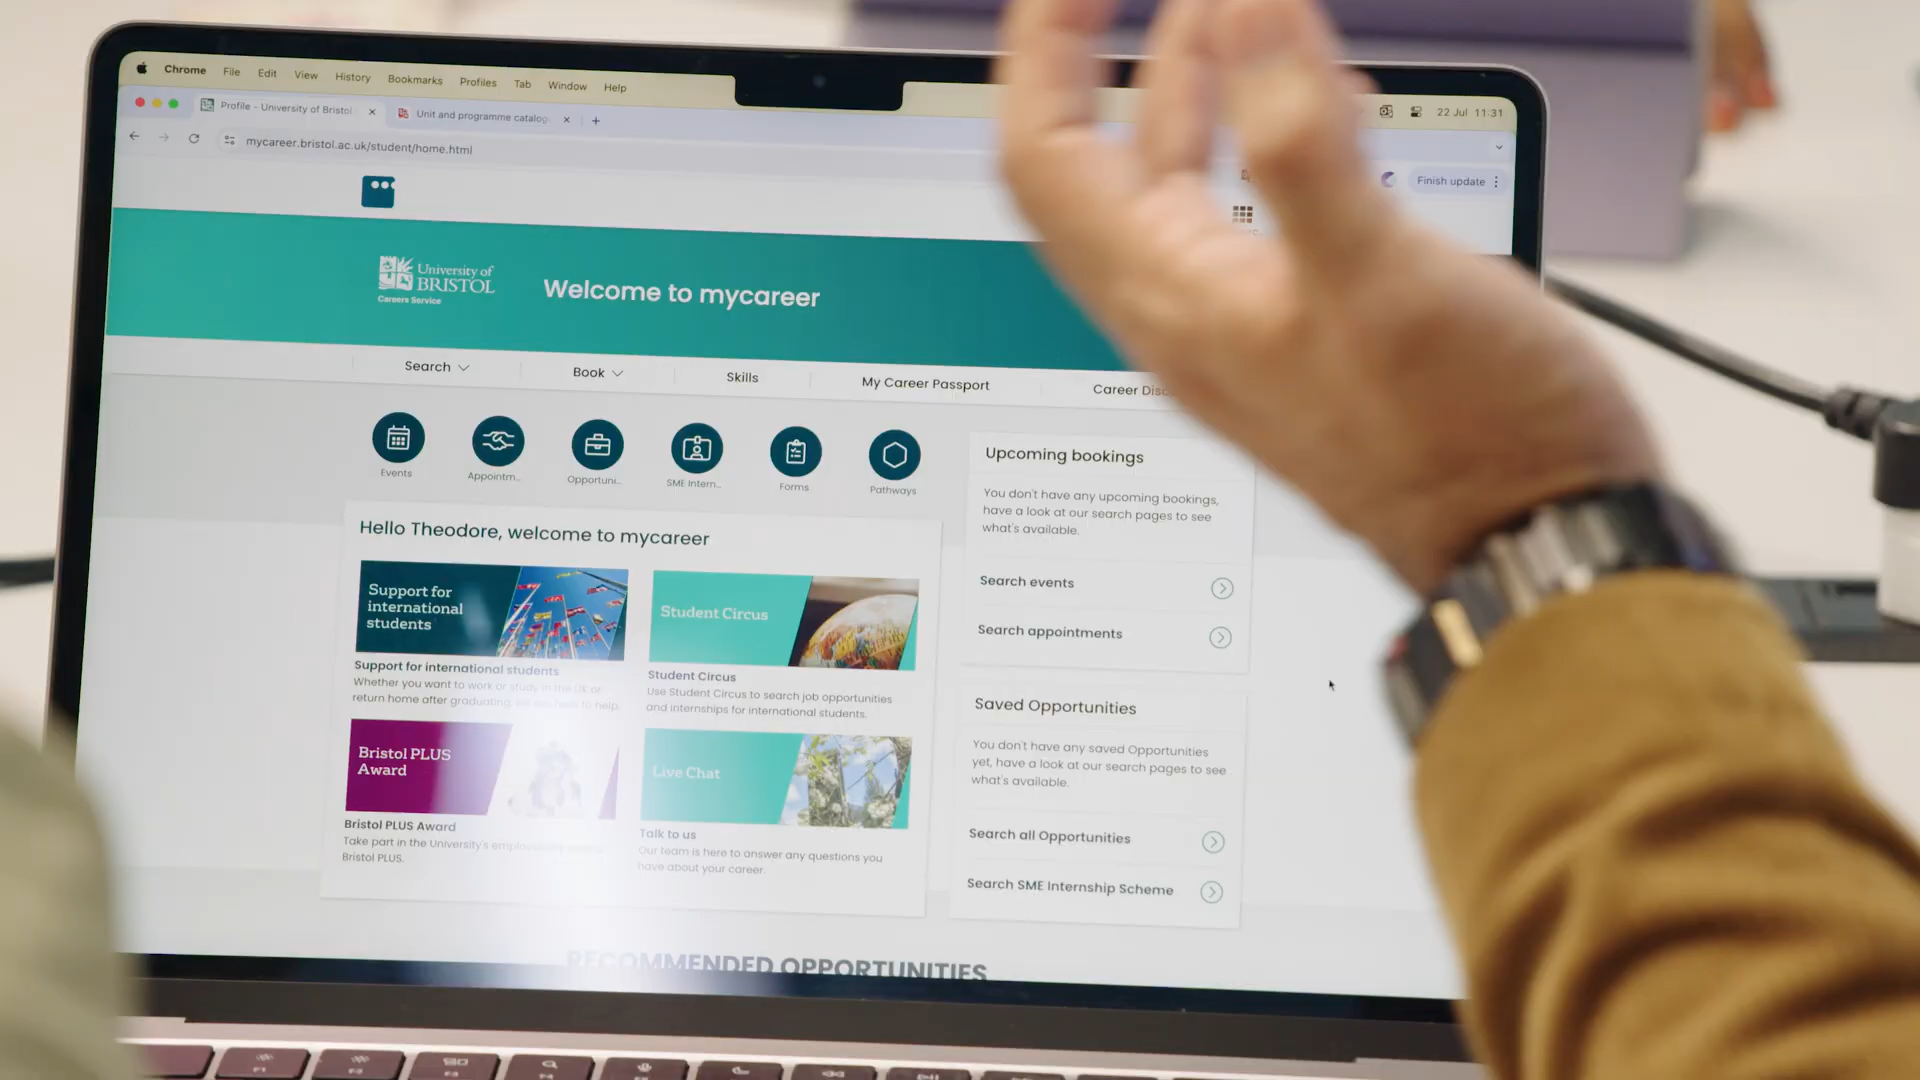 Chrome File Edit View History Bookmarks Profiles Tab Window Help
22 Jul 11:31
Profile - University of Bristol
Unit and programme catalog
mycareer.bristol.ac.uk/student/home.html
Finish update
University of
BRISTOL
Careers Service
Welcome to mycareer
Search
Book
Skills
My Career Passport
Career
Events
Appointm...
Opportuni...
SME Intern...
Forms
Pathways
Hello Theodore, welcome to mycareer
Support for
international
students
Support for international students
Whether you want to work or study in the UK or
return home after graduating, we are here to help.
Student Circus
Student Circus
Use Student Circus to search job opportunities
and internships for international students.
Bristol PLUS
Award
Bristol PLUS Award
Take part in the University's
Bristol PLUS.
Live Chat
Talk to us
Our team is here to answer any questions you
have about your career.
Upcoming bookings
You don't have any upcoming bookings,
have a look at our search pages to see
what's available.
Search events
Search appointments
Saved Opportunities
You don't have any saved Opportunities
yet, have a look at our search pages to see
what's available.
Search all Opportunities
Search SME Internship Scheme
RECOMMENDED OPPORTUNITIES